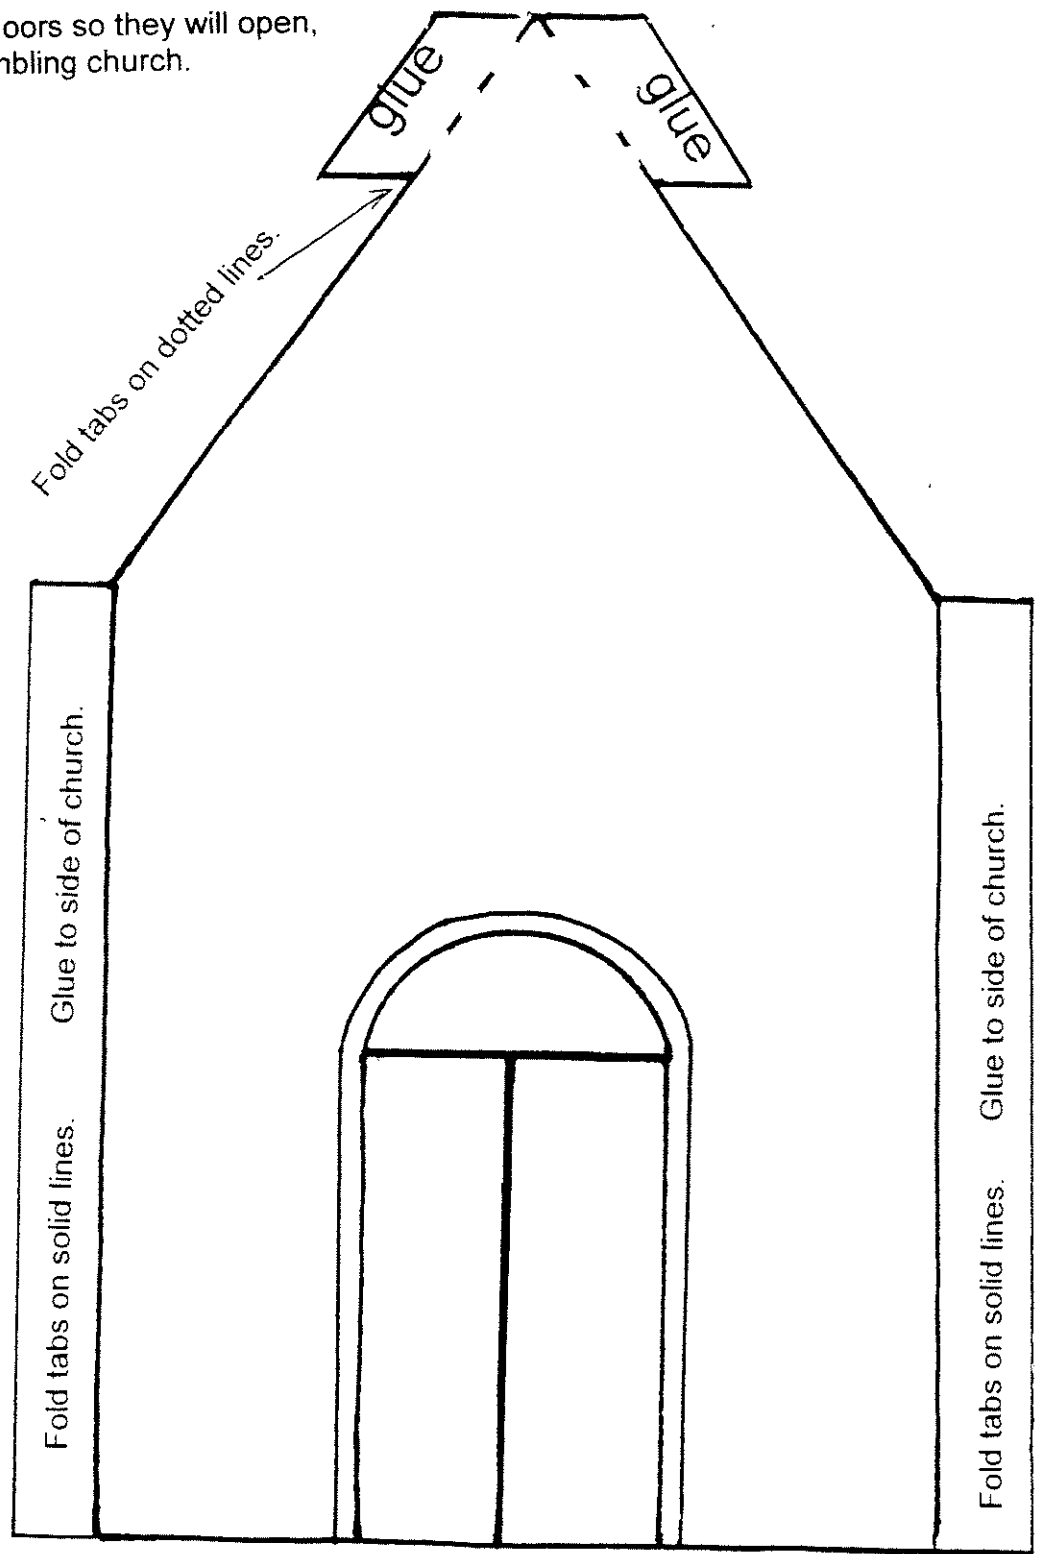 oors so they will open,
mbling church.
glue
glue
Fold tabs on dotted lines.
Fold tabs on solid lines. Glue to side of church.
Fold tabs on solid lines. Glue to side of church.